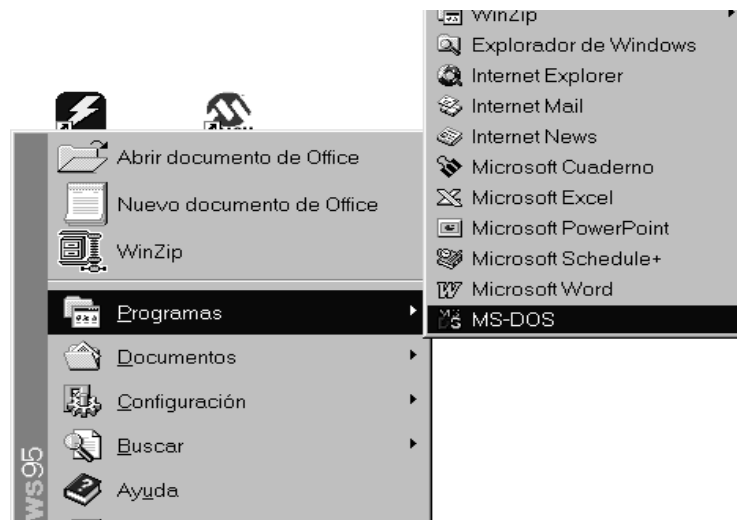 Abrir documento de Office
Nuevo documento de Office
WinZip
Programas
Documentos
Configuración
Buscar
Ayuda
ws95
WinZip
Explorador de Windows
Internet Explorer
Internet Mail
Internet News
Microsoft Cuaderno
Microsoft Excel
Microsoft PowerPoint
Microsoft Schedule+
Microsoft Word
MS-DOS